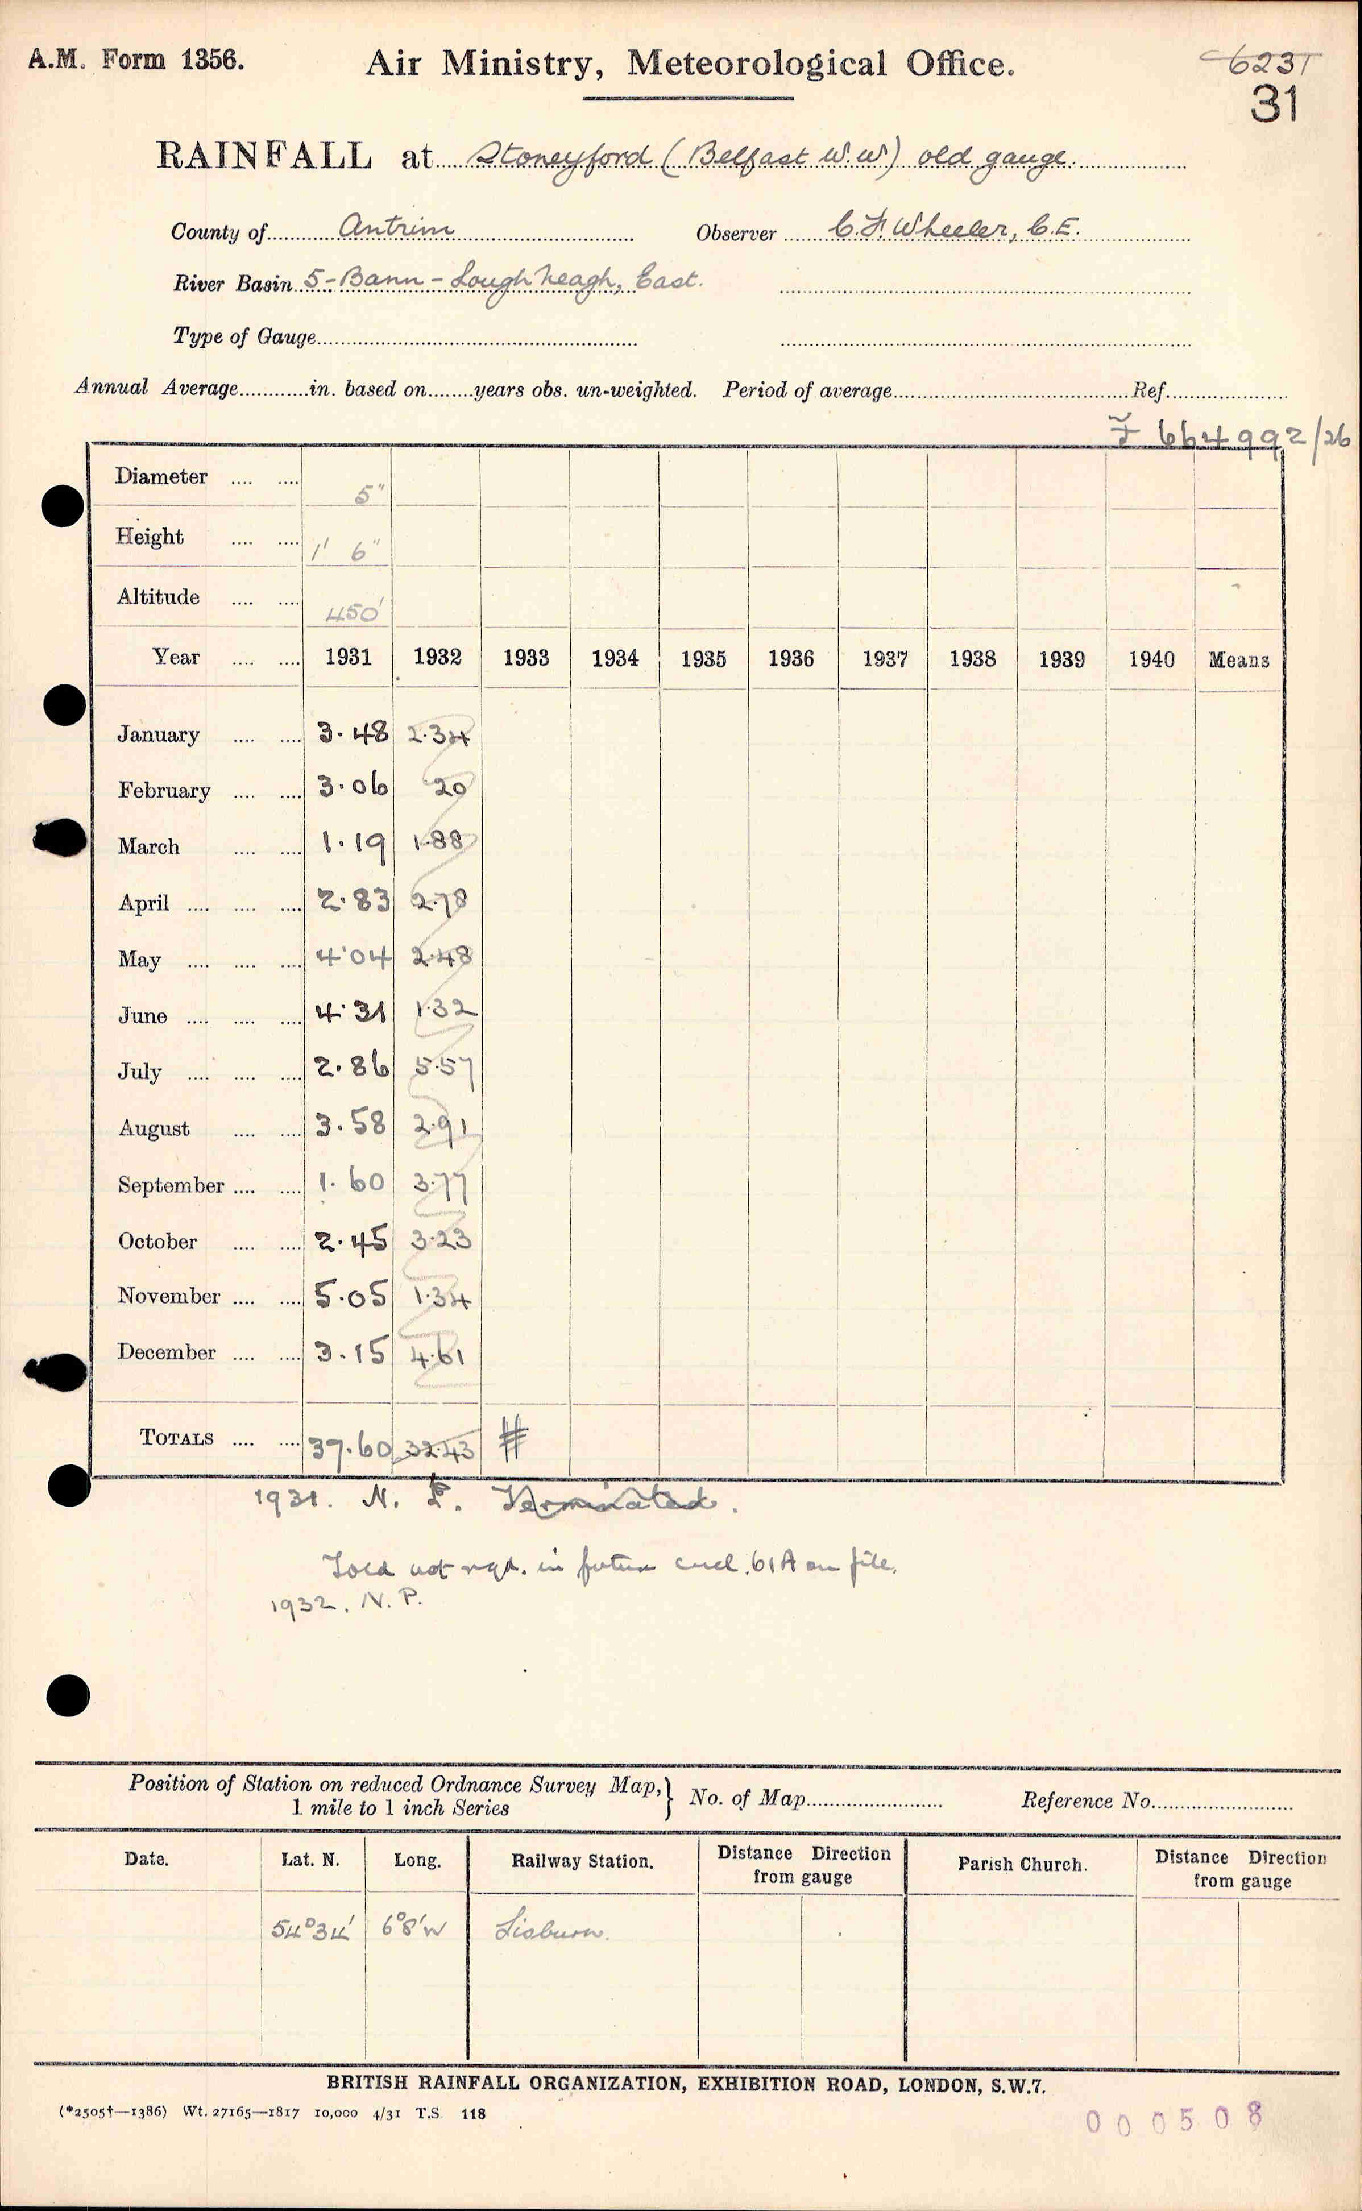 A.M. Form 1356.
Air Ministry, Meteorological Office.
6231
31
RAINFALL at Stoneyford (Belfast W.W) old gauge.
County of Antrim Observer C.F. Wheeler, C.E.
River Basin 5-Bann - Lough Neagh, East.
Type of Gauge
Annual Average in. based on years obs. un-weighted. Period of average Ref.
I 664992/26
Diameter 5"
Height 1' 6"
Altitude 450'
Year 1931 1932 1933 1934 1935 1936 1937 1938 1939 1940 Means
January 3.48 2.34
February 3.06 .20
March 1.19 1.88
April 2.83 2.78
May 4.04 2.48
June 4.31 1.32
July 2.86 5.57
August 3.58 2.91
September 1.60 3.77
October 2.45 3.23
November 5.05 1.34
December 3.15 4.61
TOTALS 37.60 32.43 #
1931. N. P. Terminated.
Told not reqd. in future encl. 61A on file.
1932. N. P.
Position of Station on reduced Ordnance Survey Map, } No. of Map Reference No.
1 mile to 1 inch Series
Date. Lat. N. Long. Railway Station. Distance Direction from gauge Parish Church. Distance Direction from gauge
54°34' 6°8'W Lisburn.
BRITISH RAINFALL ORGANIZATION, EXHIBITION ROAD, LONDON, S.W.7.
(*2505†—1386) Wt. 27165—1817 10,000 4/31 T.S. 118
000508